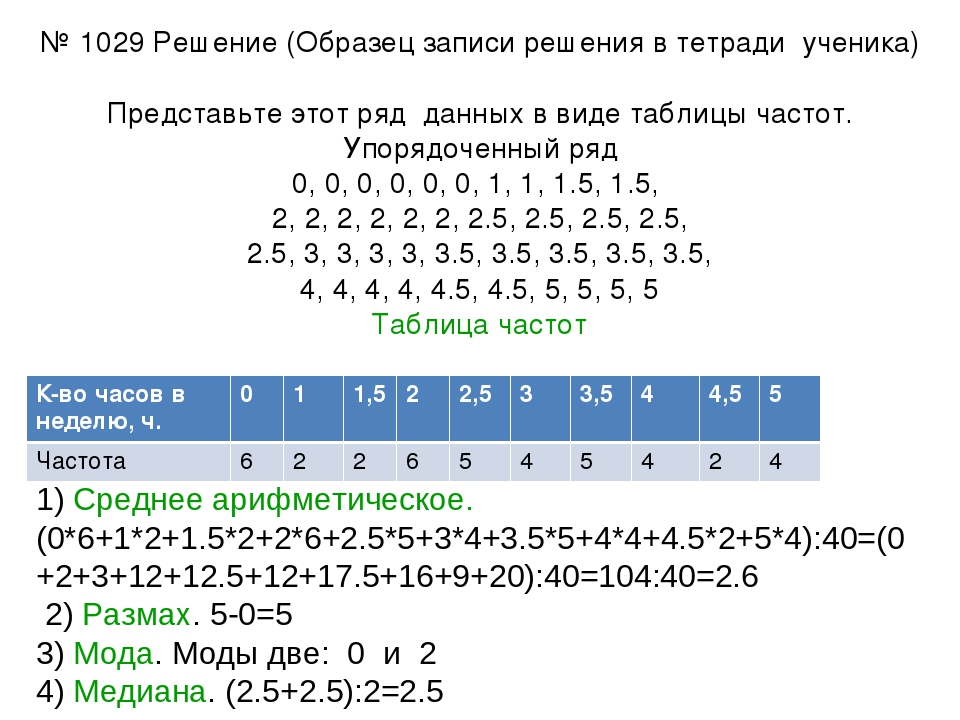 № 1029 Решение (Образец записи решения в тетради ученика)
Представьте этот ряд данных в виде таблицы частот.
Упорядоченный ряд
0, 0, 0, 0, 0, 0, 1, 1, 1.5, 1.5,
2, 2, 2, 2, 2, 2, 2.5, 2.5, 2.5, 2.5,
2.5, 3, 3, 3, 3, 3.5, 3.5, 3.5, 3.5, 3.5,
4, 4, 4, 4, 4.5, 4.5, 5, 5, 5, 5
Таблица частот
К-во часов в неделю, ч. 0 1 1,5 2 2,5 3 3,5 4 4,5 5
Частота 6 2 2 6 5 4 5 4 2 4
1) Среднее арифметическое.
(0*6+1*2+1.5*2+2*6+2.5*5+3*4+3.5*5+4*4+4.5*2+5*4):40=(0
+2+3+12+12.5+12+17.5+16+9+20):40=104:40=2.6
2) Размах. 5-0=5
3) Мода. Моды две: 0 и 2
4) Медиана. (2.5+2.5):2=2.5